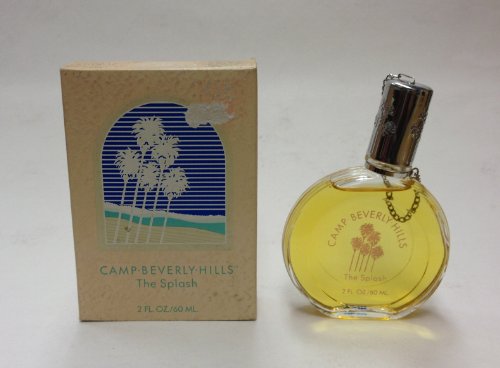 CAMP·BEVERLY·HILLS
The Splash
2 FL. OZ./60 ML.
CAMP BEVERLY HILLS
The Splash
2 FL. OZ./60 ML.